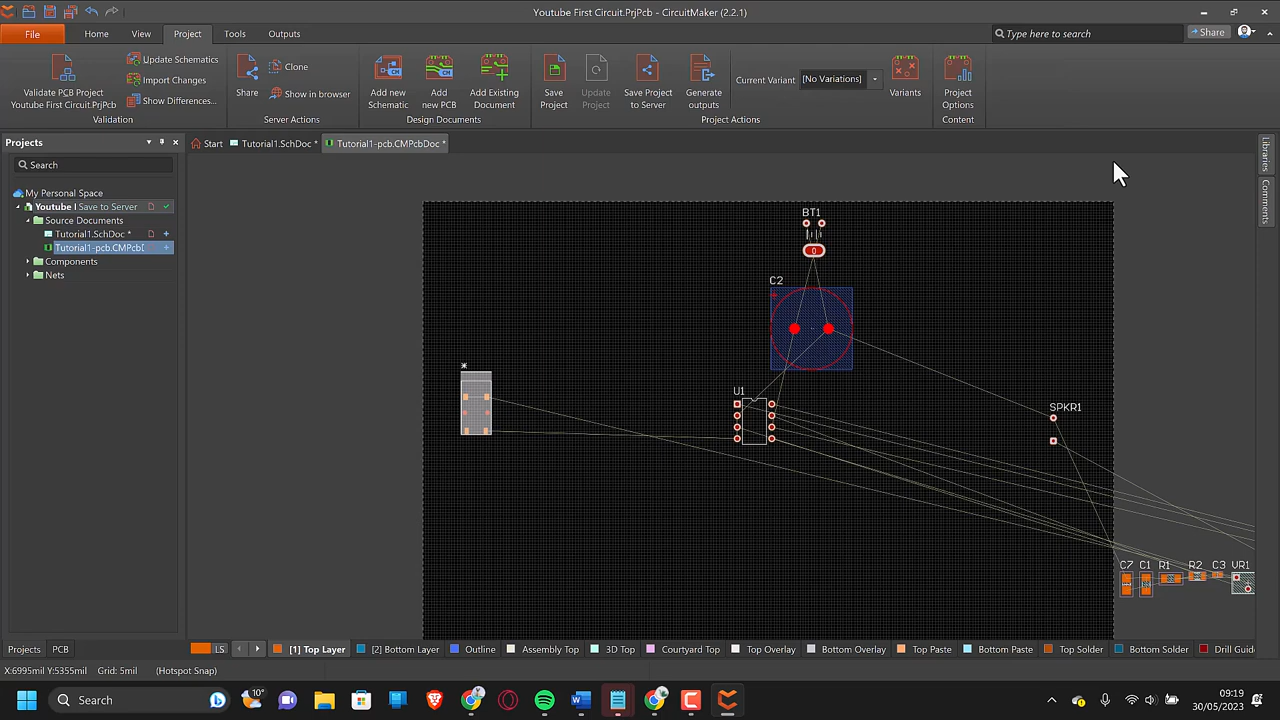 Youtube First Circuit.PrjPcb - CircuitMaker (2.2.1)
File
Home
View
Project
Tools
Outputs
Type here to search
Share
Validate PCB Project
Youtube First Circuit.PrjPcb
Update Schematics
Import Changes
Show Differences...
Validation
Share
Clone
Show in browser
Server Actions
Add new
Schematic
Add
new PCB
Add Existing
Document
Design Documents
Save
Project
Update
Project
Save Project
to Server
Generate
outputs
Current Variant
[No Variations]
Variants
Project Actions
Project
Options
Content
Projects
Start
Tutorial1.SchDoc *
Tutorial1-pcb.CMPcbDoc *
Search
My Personal Space
Youtube I Save to Server
Source Documents
Tutorial1.SchDoc *
Tutorial1-pcb.CMPcbD
Components
Nets
Libraries
Comments
BT1
0
C2
*
U1
SPKR1
C7
C1
R1
R2
C3
VR1
Projects
PCB
LS
[1] Top Layer
[2] Bottom Layer
Outline
Assembly Top
3D Top
Courtyard Top
Top Overlay
Bottom Overlay
Top Paste
Bottom Paste
Top Solder
Bottom Solder
Drill Guid
X:6995mil Y:5355mil
Grid: 5mil
(Hotspot Snap)
Search
10°
09:19
30/05/2023